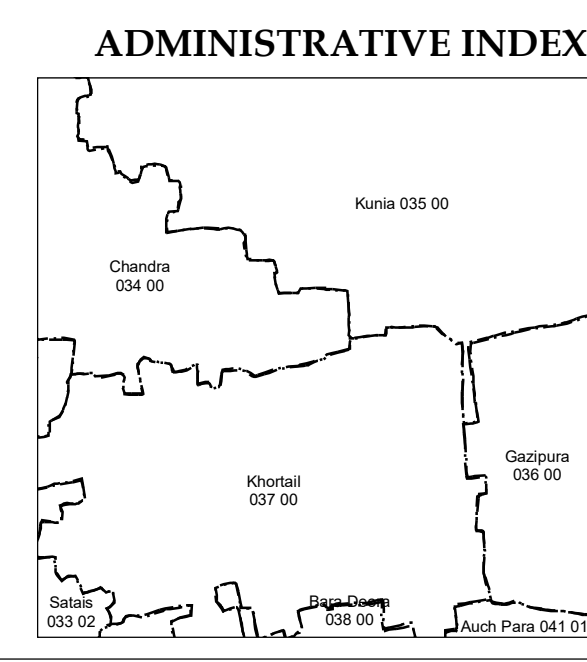 ADMINISTRATIVE INDEX
Kunia 035 00
Chandra
034 00
Gazipura
036 00
Khortail
037 00
Satais
033 02
Bara Deora
038 00
Auch Para 041 01